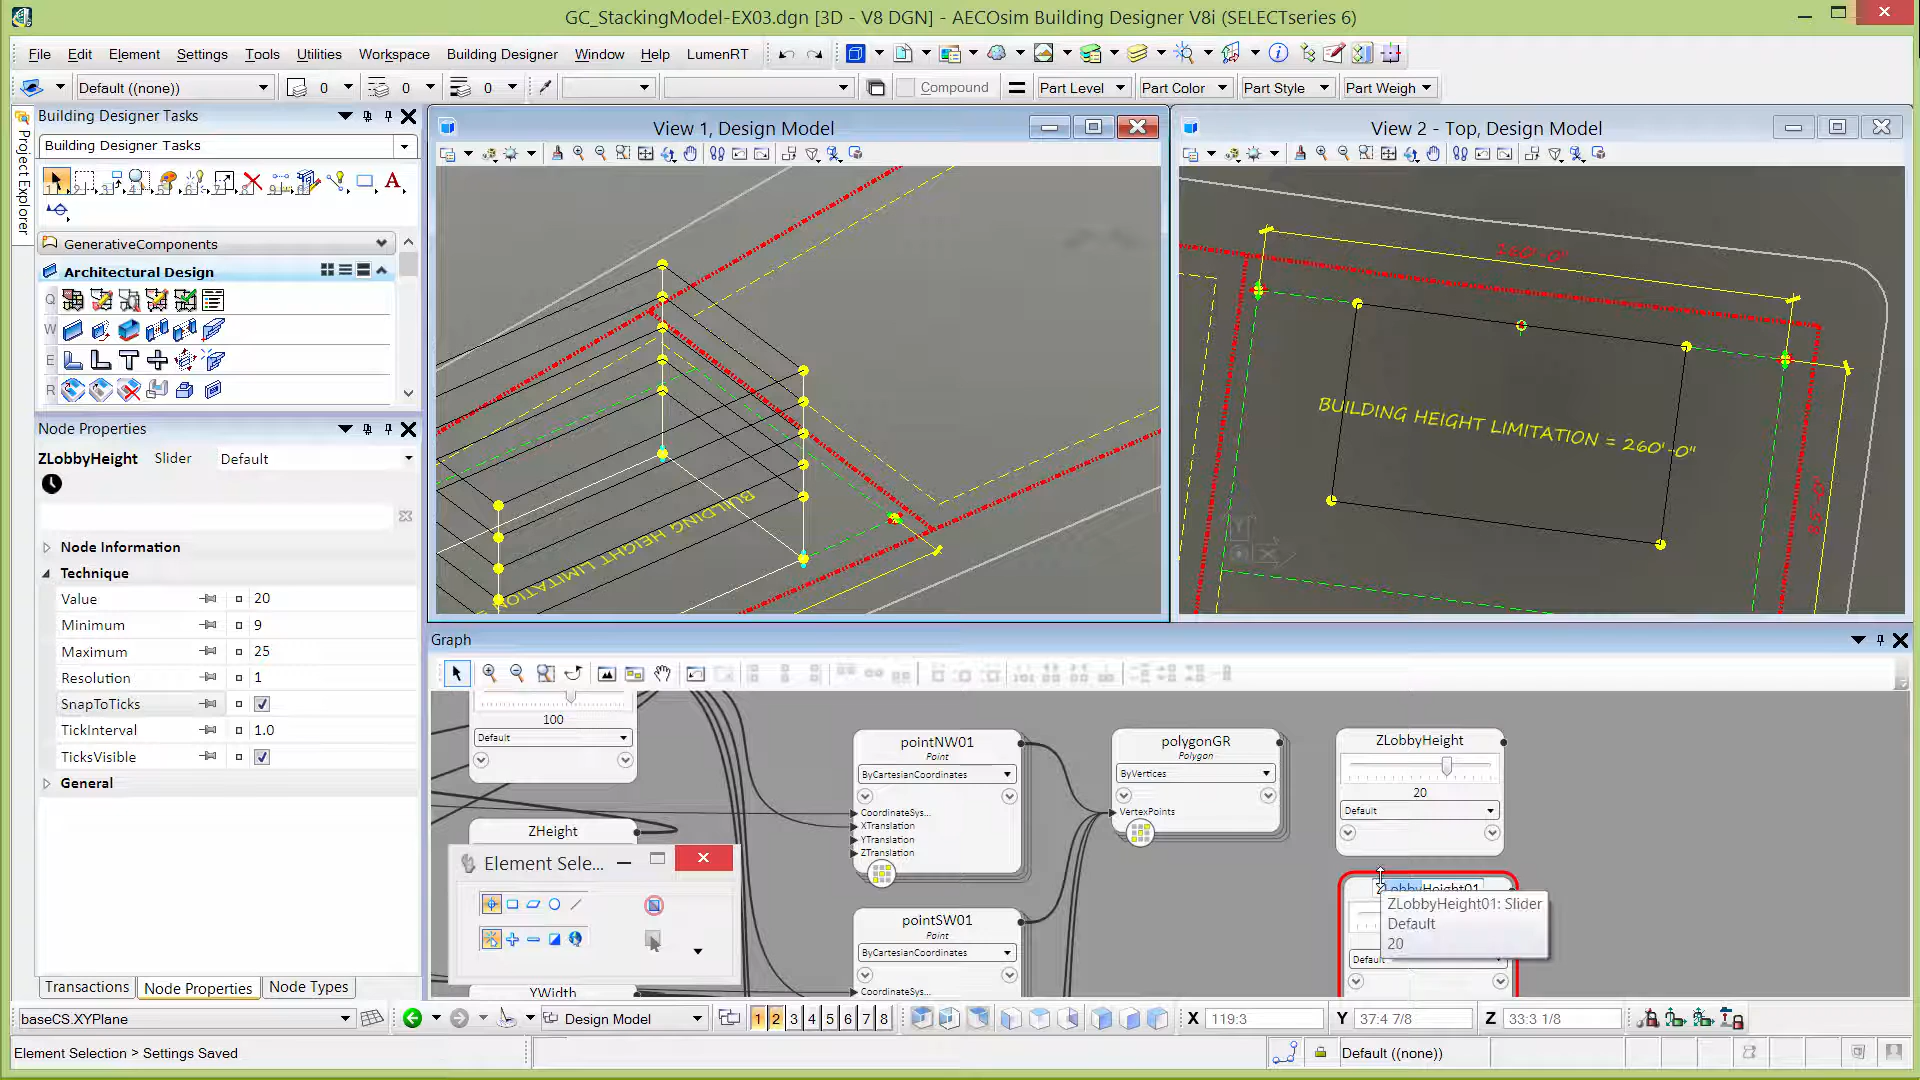 GC_StackingModel-EX03.dgn [3D - V8 DGN] - AECOsim Building Designer V8i (SELECTseries 6)
File Edit Element Settings Tools Utilities Workspace Building Designer Window Help LumenRT
Default ((none)) 0 0 0 Compound Part Level Part Color Part Style Part Weigh
Project Explorer
Building Designer Tasks
Building Designer Tasks
GenerativeComponents
Architectural Design
Q
W
E
R
View 1, Design Model
BUILDING HEIGHT LIMITATION
View 2 - Top, Design Model
260'-0"
BUILDING HEIGHT LIMITATION = 260'-0"
Node Properties
ZLobbyHeight Slider Default
Node Information
Technique
Value 20
Minimum 9
Maximum 25
Resolution 1
SnapToTicks
TickInterval 1.0
TicksVisible
General
Transactions Node Properties Node Types
Graph
100
Default
ZHeight
YWidth
Element Sele...
pointNW01
Point
ByCartesianCoordinates
CoordinateSys...
XTranslation
YTranslation
ZTranslation
pointSW01
Point
ByCartesianCoordinates
CoordinateSys...
polygonGR
Polygon
ByVertices
VertexPoints
ZLobbyHeight
20
Default
ZLobbyHeight01
ZLobbyHeight01: Slider
Default
20
Default
baseCS.XYPlane Design Model 1 2 3 4 5 6 7 8 X 119:3 Y 37:4 7/8 Z 33:3 1/8
Element Selection > Settings Saved Default ((none))